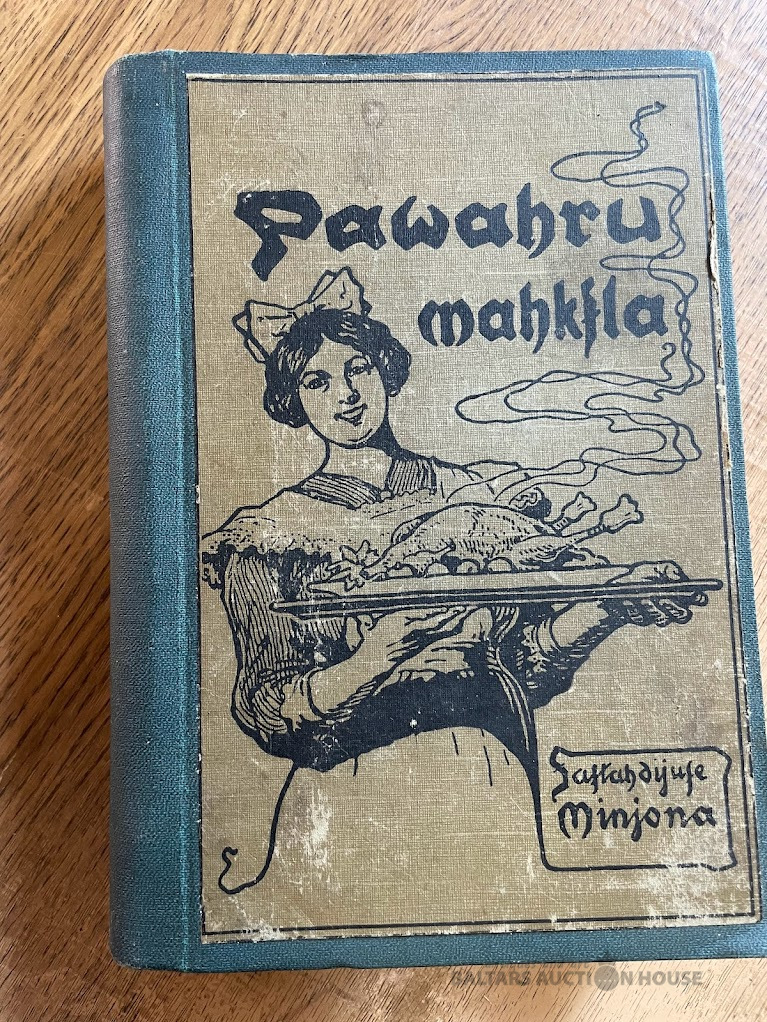 Pawahru
mahkſla
Saſtahdijuſe
Minjona
BALTARS AUCTION HOUSE